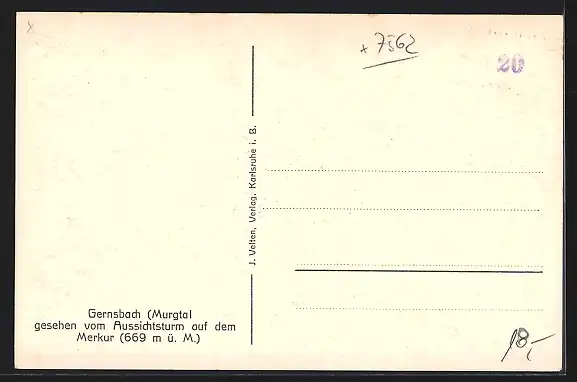 x 7562
20
J. Velten, Verlag, Karlsruhe i. B.
Gernsbach (Murgtal
gesehen vom Aussichtsturm auf dem
Merkur (669 m ü. M.)
18,-